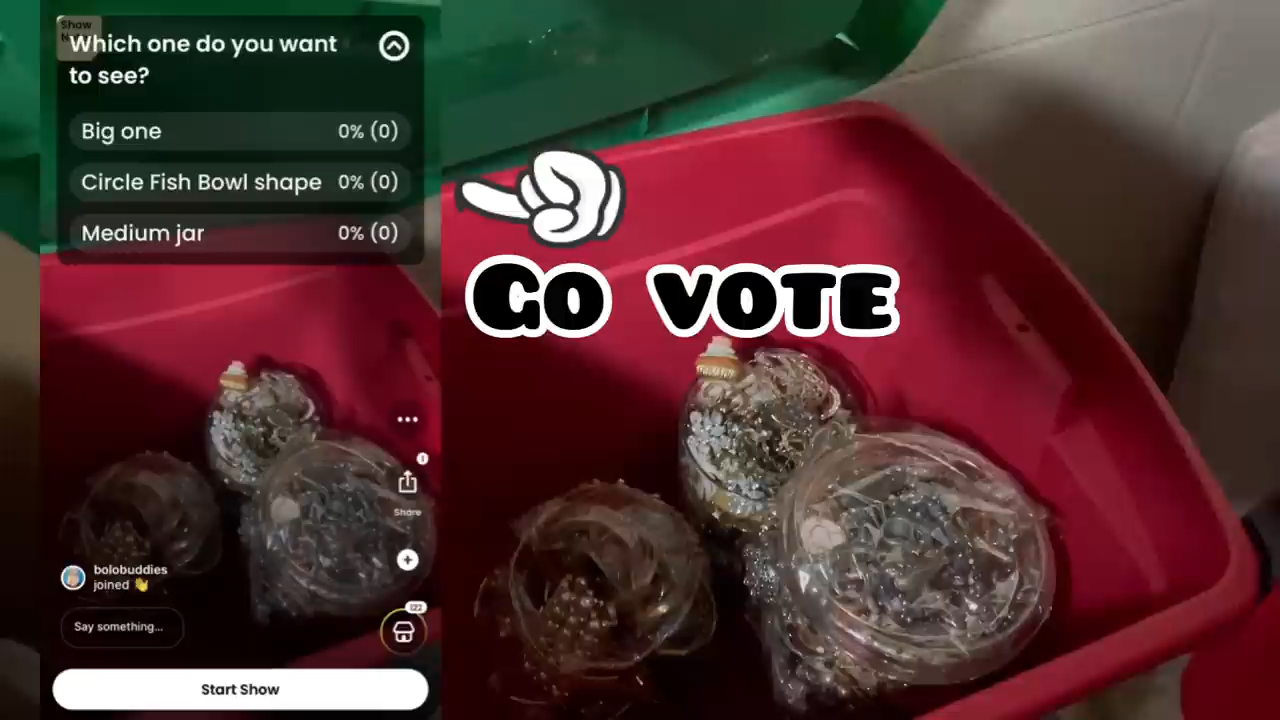 Show
Which one do you want
to see?
Big one 0% (0)
Circle Fish Bowl shape 0% (0)
Medium jar 0% (0)
GO VOTE
Share
bolobuddies
joined 👋
Say something...
122
Start Show